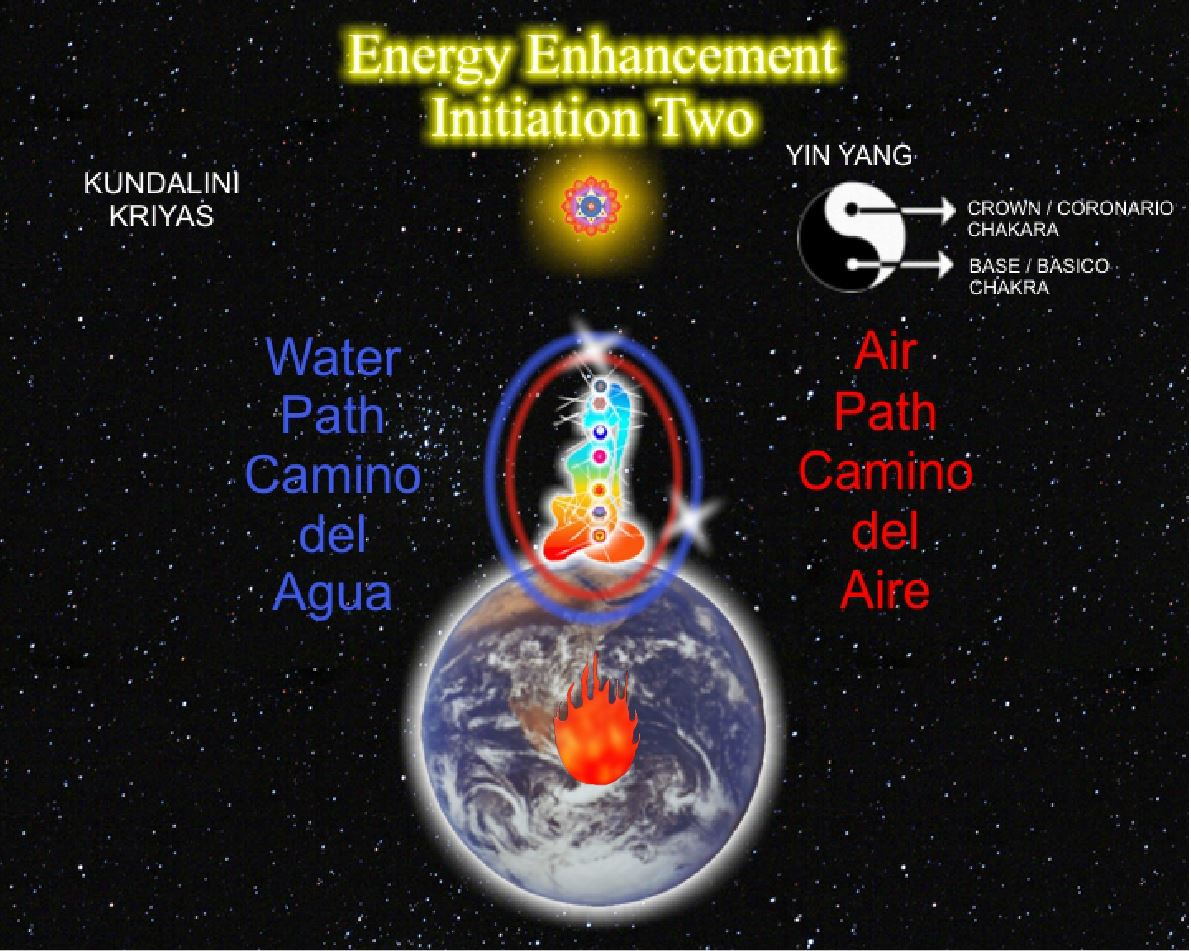 Energy Enhancement
Initiation Two
KUNDALINI
KRIYAS
YIN YANG
CROWN / CORONARIO
CHAKARA
BASE / BASICO
CHAKRA
Water
Path
Camino
del
Agua
Air
Path
Camino
del
Aire